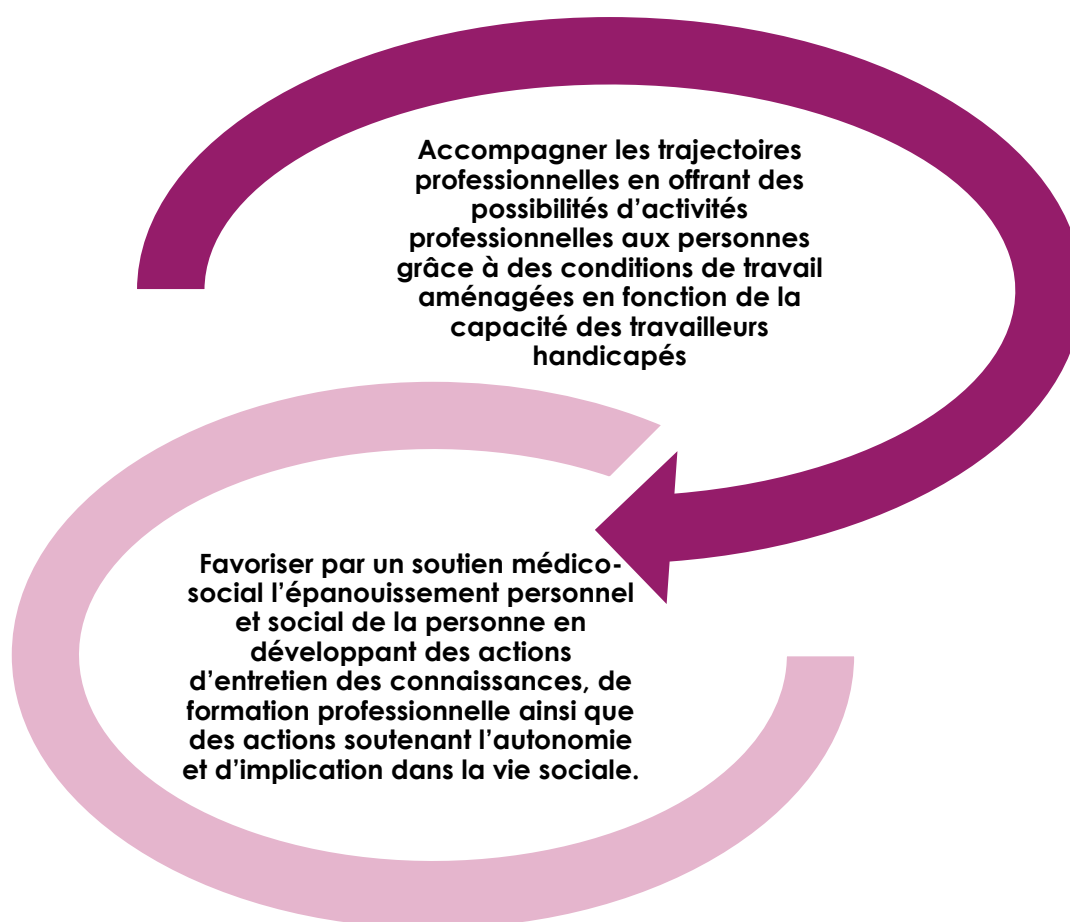 Accompagner les trajectoires
professionnelles en offrant des
possibilités d’activités
professionnelles aux personnes
grâce à des conditions de travail
aménagées en fonction de la
capacité des travailleurs
handicapés
Favoriser par un soutien médico-
social l’épanouissement personnel
et social de la personne en
développant des actions
d’entretien des connaissances, de
formation professionnelle ainsi que
des actions soutenant l’autonomie
et d’implication dans la vie sociale.